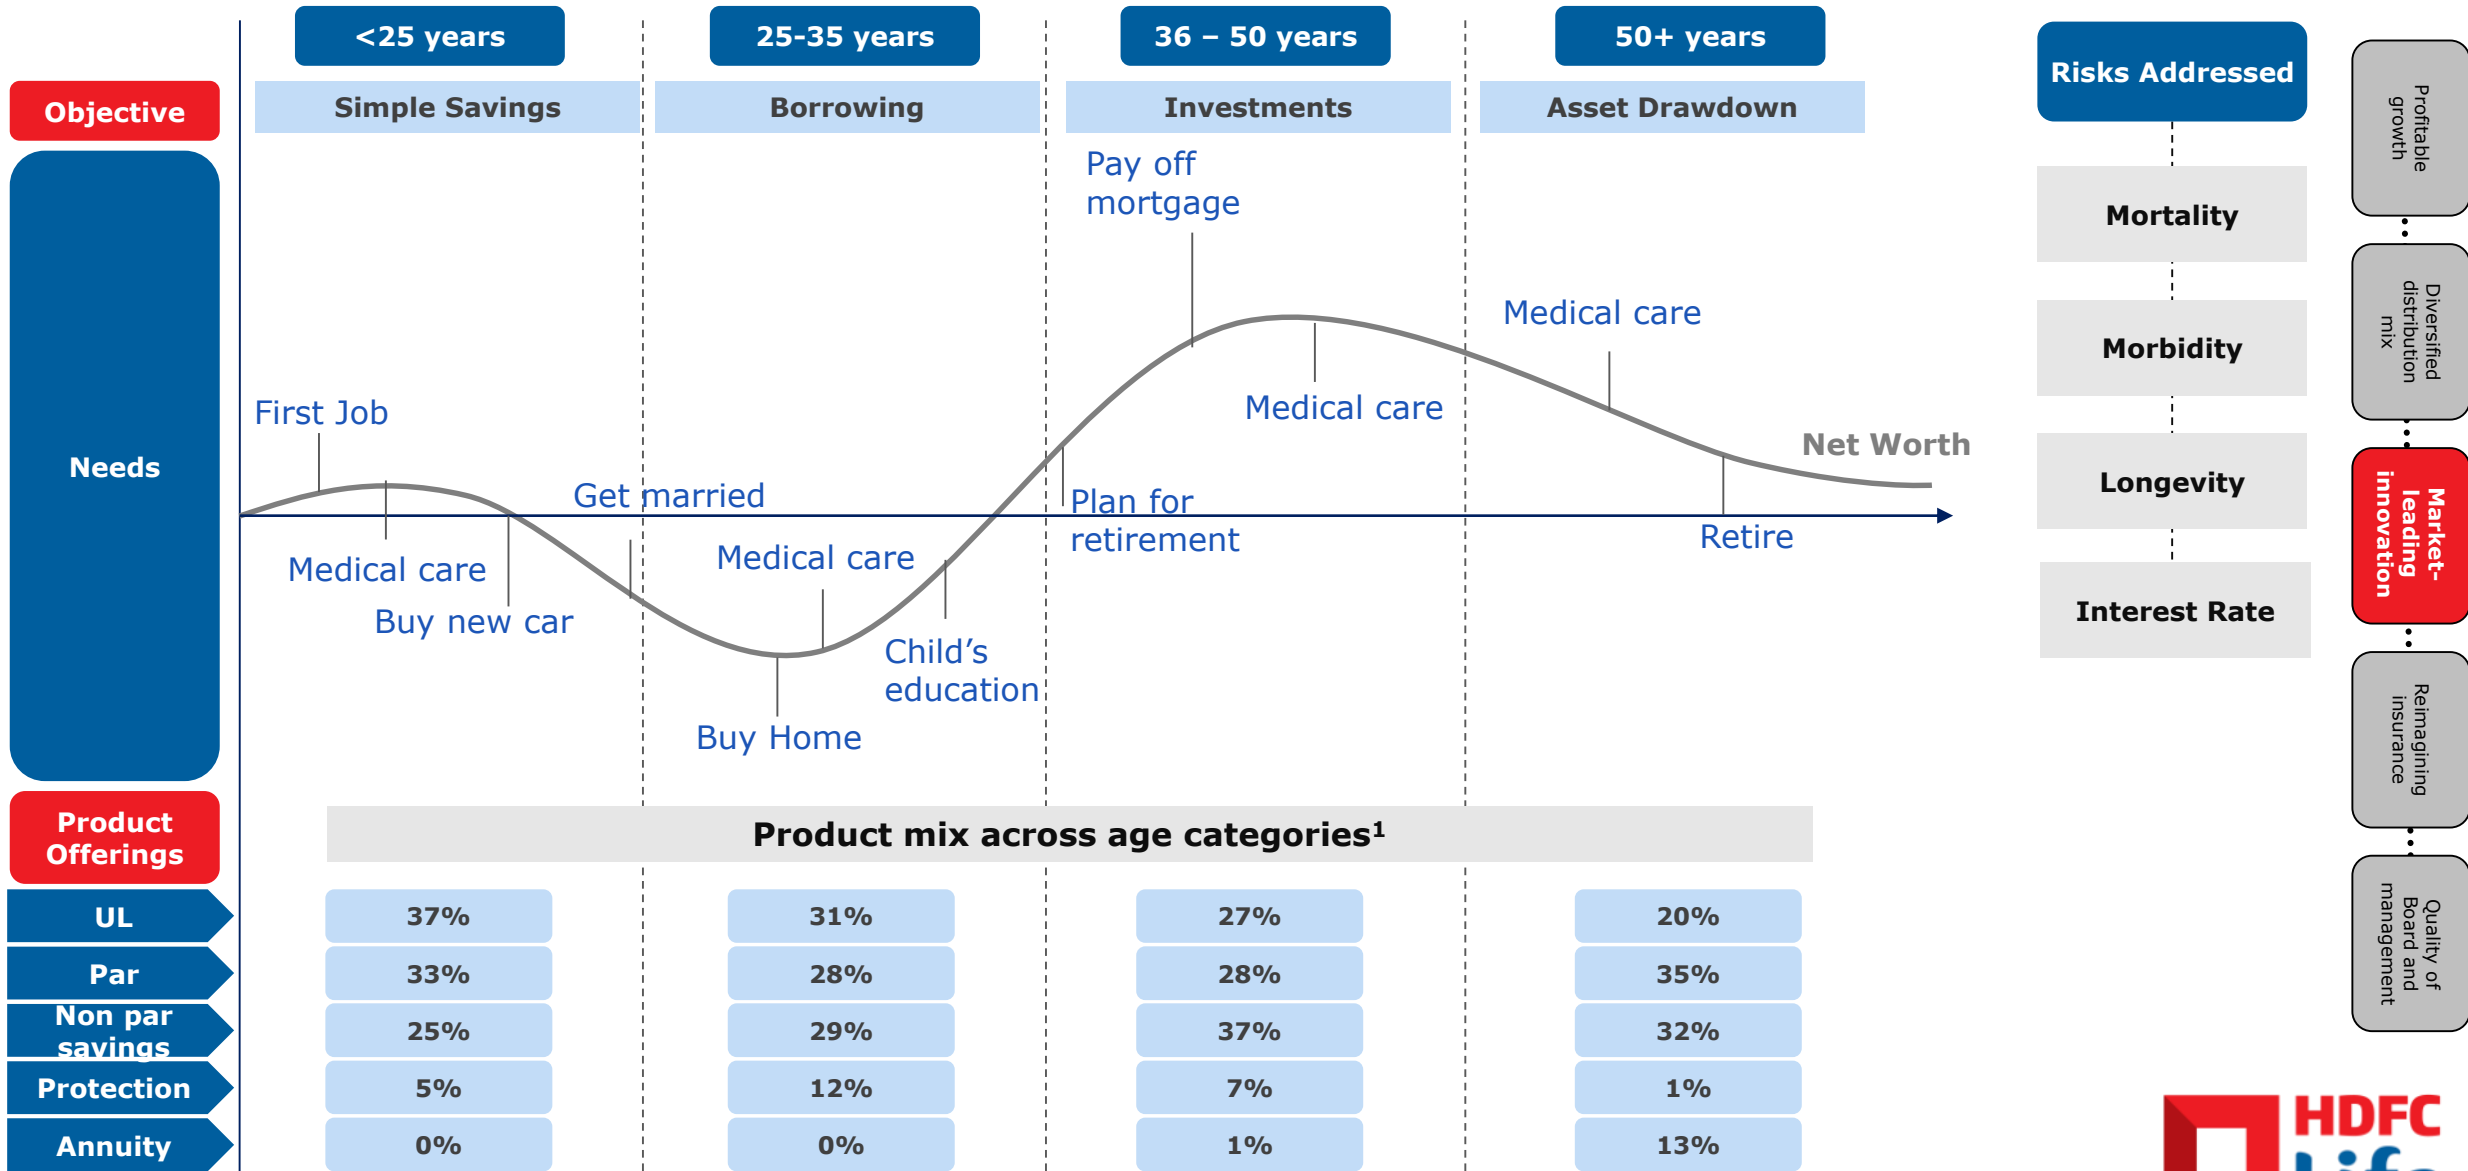 <25 years
25-35 years
36 – 50 years
50+ years
Risks Addressed
Objective
Simple Savings
Borrowing
Investments
Asset Drawdown
Needs
First Job
Medical care
Buy new car
Get married
Medical care
Buy Home
Child’s
education
Pay off
mortgage
Plan for
retirement
Medical care
Medical care
Retire
Net Worth
Mortality
Morbidity
Longevity
Interest Rate
Profitable
growth
Diversified
distribution
mix
Market-
leading
innovation
Reimagining
insurance
Quality of
Board and
management
Product
Offerings
Product mix across age categories¹
UL
37%
31%
27%
20%
Par
33%
28%
28%
35%
Non par
savings
25%
29%
37%
32%
Protection
5%
12%
7%
1%
Annuity
0%
0%
1%
13%
HDFC
Life